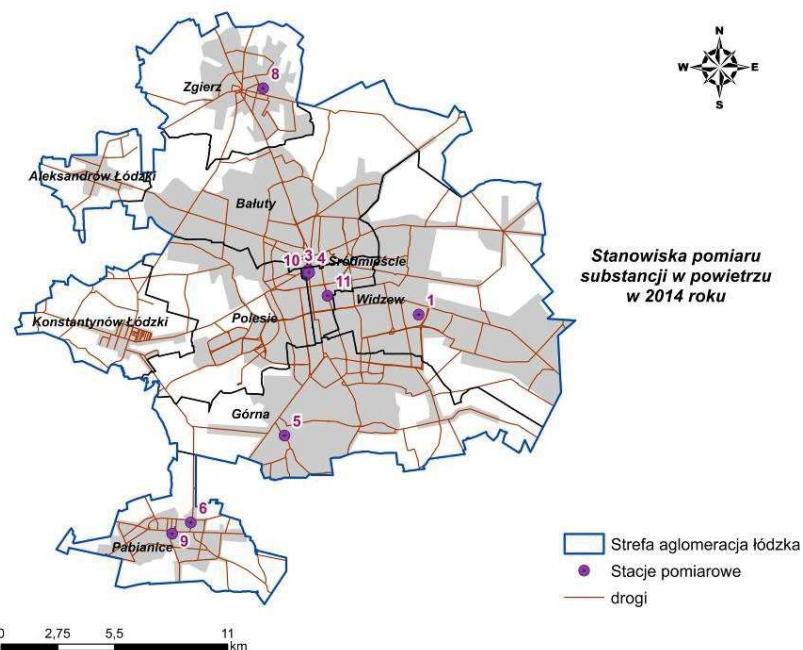 N
W E
S
8
Zgierz
Aleksandrów Łódzki
Bałuty
10 3 4 Śródmieście
11
Widzew 1
Konstantynów Łódzki Polesie
Stanowiska pomiaru
substancji w powietrzu
w 2014 roku
Górna
5
6
9
Pabianice
Strefa aglomeracja łódzka
Stacje pomiarowe
drogi
0 2,75 5,5 11
km